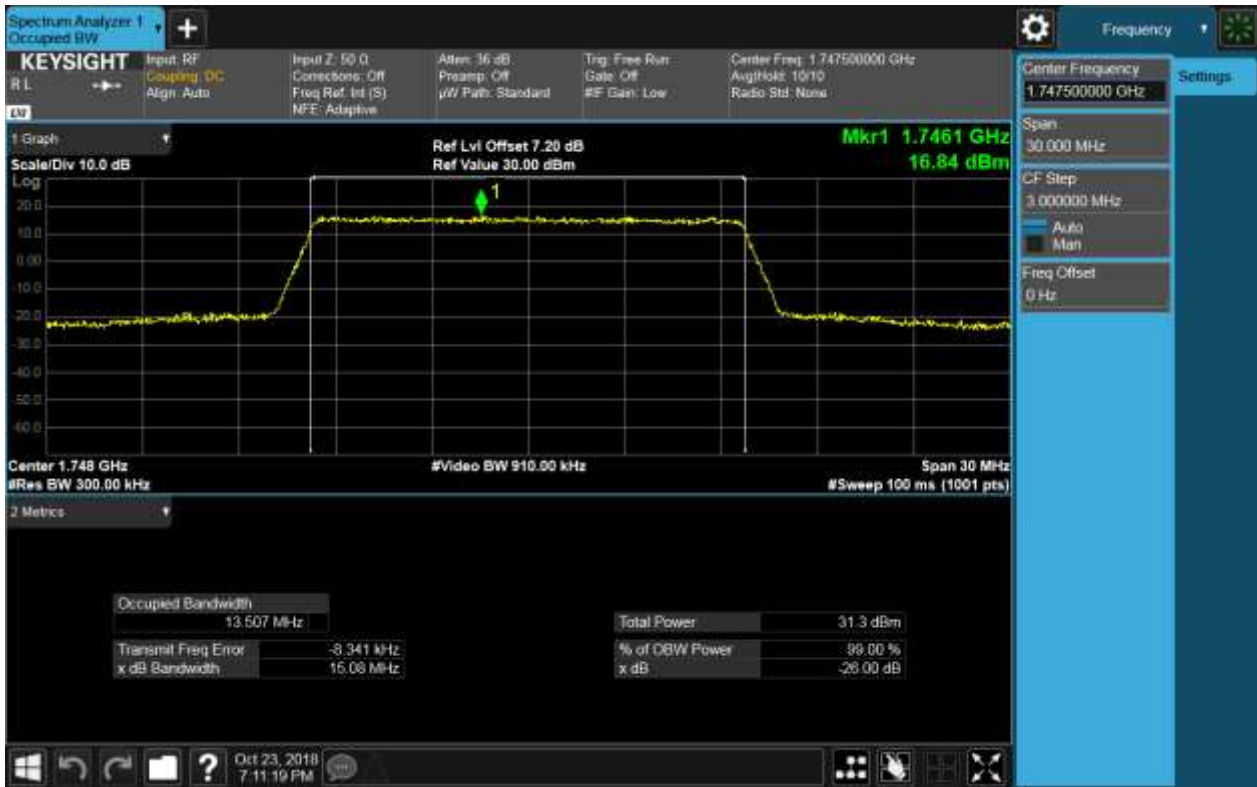 Spectrum Analyzer 1
Occupied BW
Frequency
KEYSIGHT
R L
Input: RF
Coupling: DC
Align: Auto
Input Z: 50 Ω
Corrections: Off
Freq Ref: Int (S)
NFE: Adaptive
Atten: 36 dB
Preamp: Off
µW Path: Standard
Trig: Free Run
Gate: Off
#IF Gain: Low
Center Freq: 1.747500000 GHz
Avg|Hold: 10/10
Radio Std: None
Center Frequency
1.747500000 GHz
Settings
Span
30.000 MHz
CF Step
3.000000 MHz
Auto
Man
Freq Offset
0 Hz
1 Graph
Scale/Div 10.0 dB
Log
Ref Lvl Offset 7.20 dB
Ref Value 30.00 dBm
Mkr1 1.7461 GHz
16.84 dBm
1
20.0
10.0
0.00
-10.0
-20.0
-30.0
-40.0
-50.0
-60.0
Center 1.748 GHz
#Video BW 910.00 kHz
Span 30 MHz
#Res BW 300.00 kHz
#Sweep 100 ms (1001 pts)
2 Metrics
Occupied Bandwidth
13.507 MHz
Total Power 31.3 dBm
Transmit Freq Error -8.341 kHz
% of OBW Power 99.00 %
x dB Bandwidth 15.08 MHz
x dB -26.00 dB
?
Oct 23, 2018
7:11:19 PM